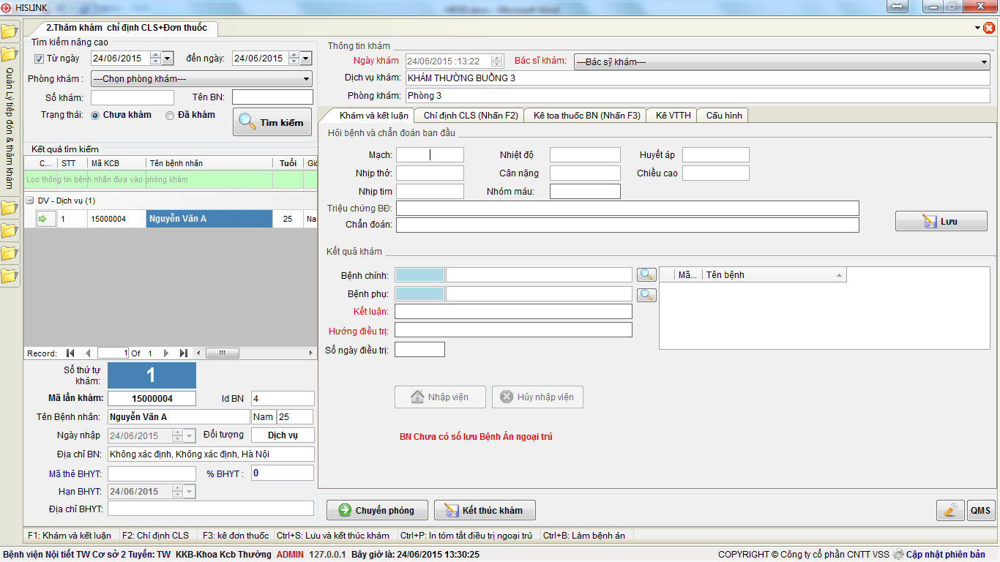 HISLINK
2.Thăm khám chỉ định CLS+Đơn thuốc
Quản Lý tiếp đón & thăm khám
Tìm kiếm nâng cao
Từ ngày 24/06/2015 đến ngày: 24/06/2015
Phòng khám : ---Chọn phòng khám---
Số khám: Tên BN:
Trạng thái: Chưa khám Đã khám Tìm kiếm
Kết quả tìm kiếm
C... STT Mã KCB Tên bệnh nhân Tuổi Giớ
Lọc thông tin bệnh nhân đưa vào phòng khám
DV - Dịch vụ (1)
1 15000004 Nguyễn Văn A 25 Nam
Record: 1 Of 1
Số thứ tự khám: 1
Mã lần khám: 15000004 Id BN 4
Tên Bệnh nhân: Nguyễn Văn A Nam 25
Ngày nhập 24/06/2015 Đối tượng Dịch vụ
Địa chỉ BN: Không xác định, Không xác định, Hà Nội
Mã thẻ BHYT: % BHYT : 0
Hạn BHYT: 24/06/2015
Địa chỉ BHYT:
Thông tin khám
Ngày khám 24/06/2015 :13:22 Bác sĩ khám: ---Bác sỹ khám---
Dịch vụ khám: KHÁM THƯỜNG BUỒNG 3
Phòng khám: Phòng 3
Khám và kết luận Chỉ định CLS (Nhấn F2) Kê toa thuốc BN (Nhấn F3) Kê VTTH Cấu hình
Hỏi bệnh và chẩn đoán ban đầu
Mạch: Nhiệt độ Huyết áp
Nhịp thở: Cân nặng Chiều cao
Nhịp tim Nhóm máu:
Triệu chứng BĐ:
Chẩn đoán: Lưu
Kết quả khám
Bệnh chính: Mã... Tên bệnh
Bệnh phụ:
Kết luận:
Hướng điều trị:
Số ngày điều trị:
Nhập viện Hủy nhập viện
BN Chưa có số lưu Bệnh Án ngoại trú
Chuyển phòng Kết thúc khám QMS
F1: Khám và kết luận F2: Chỉ định CLS F3: kê đơn thuốc Ctrl+S: Lưu và kết thúc khám Ctrl+P: In tóm tắt điều trị ngoại trú Ctrl+B: Làm bệnh án
Bệnh viện Nội tiết TW Cơ sở 2 Tuyến: TW KKB-Khoa Kcb Thường ADMIN 127.0.0.1 Bây giờ là: 24/06/2015 13:30:25 COPYRIGHT © Công ty cổ phần CNTT VSS Cập nhật phiên bản